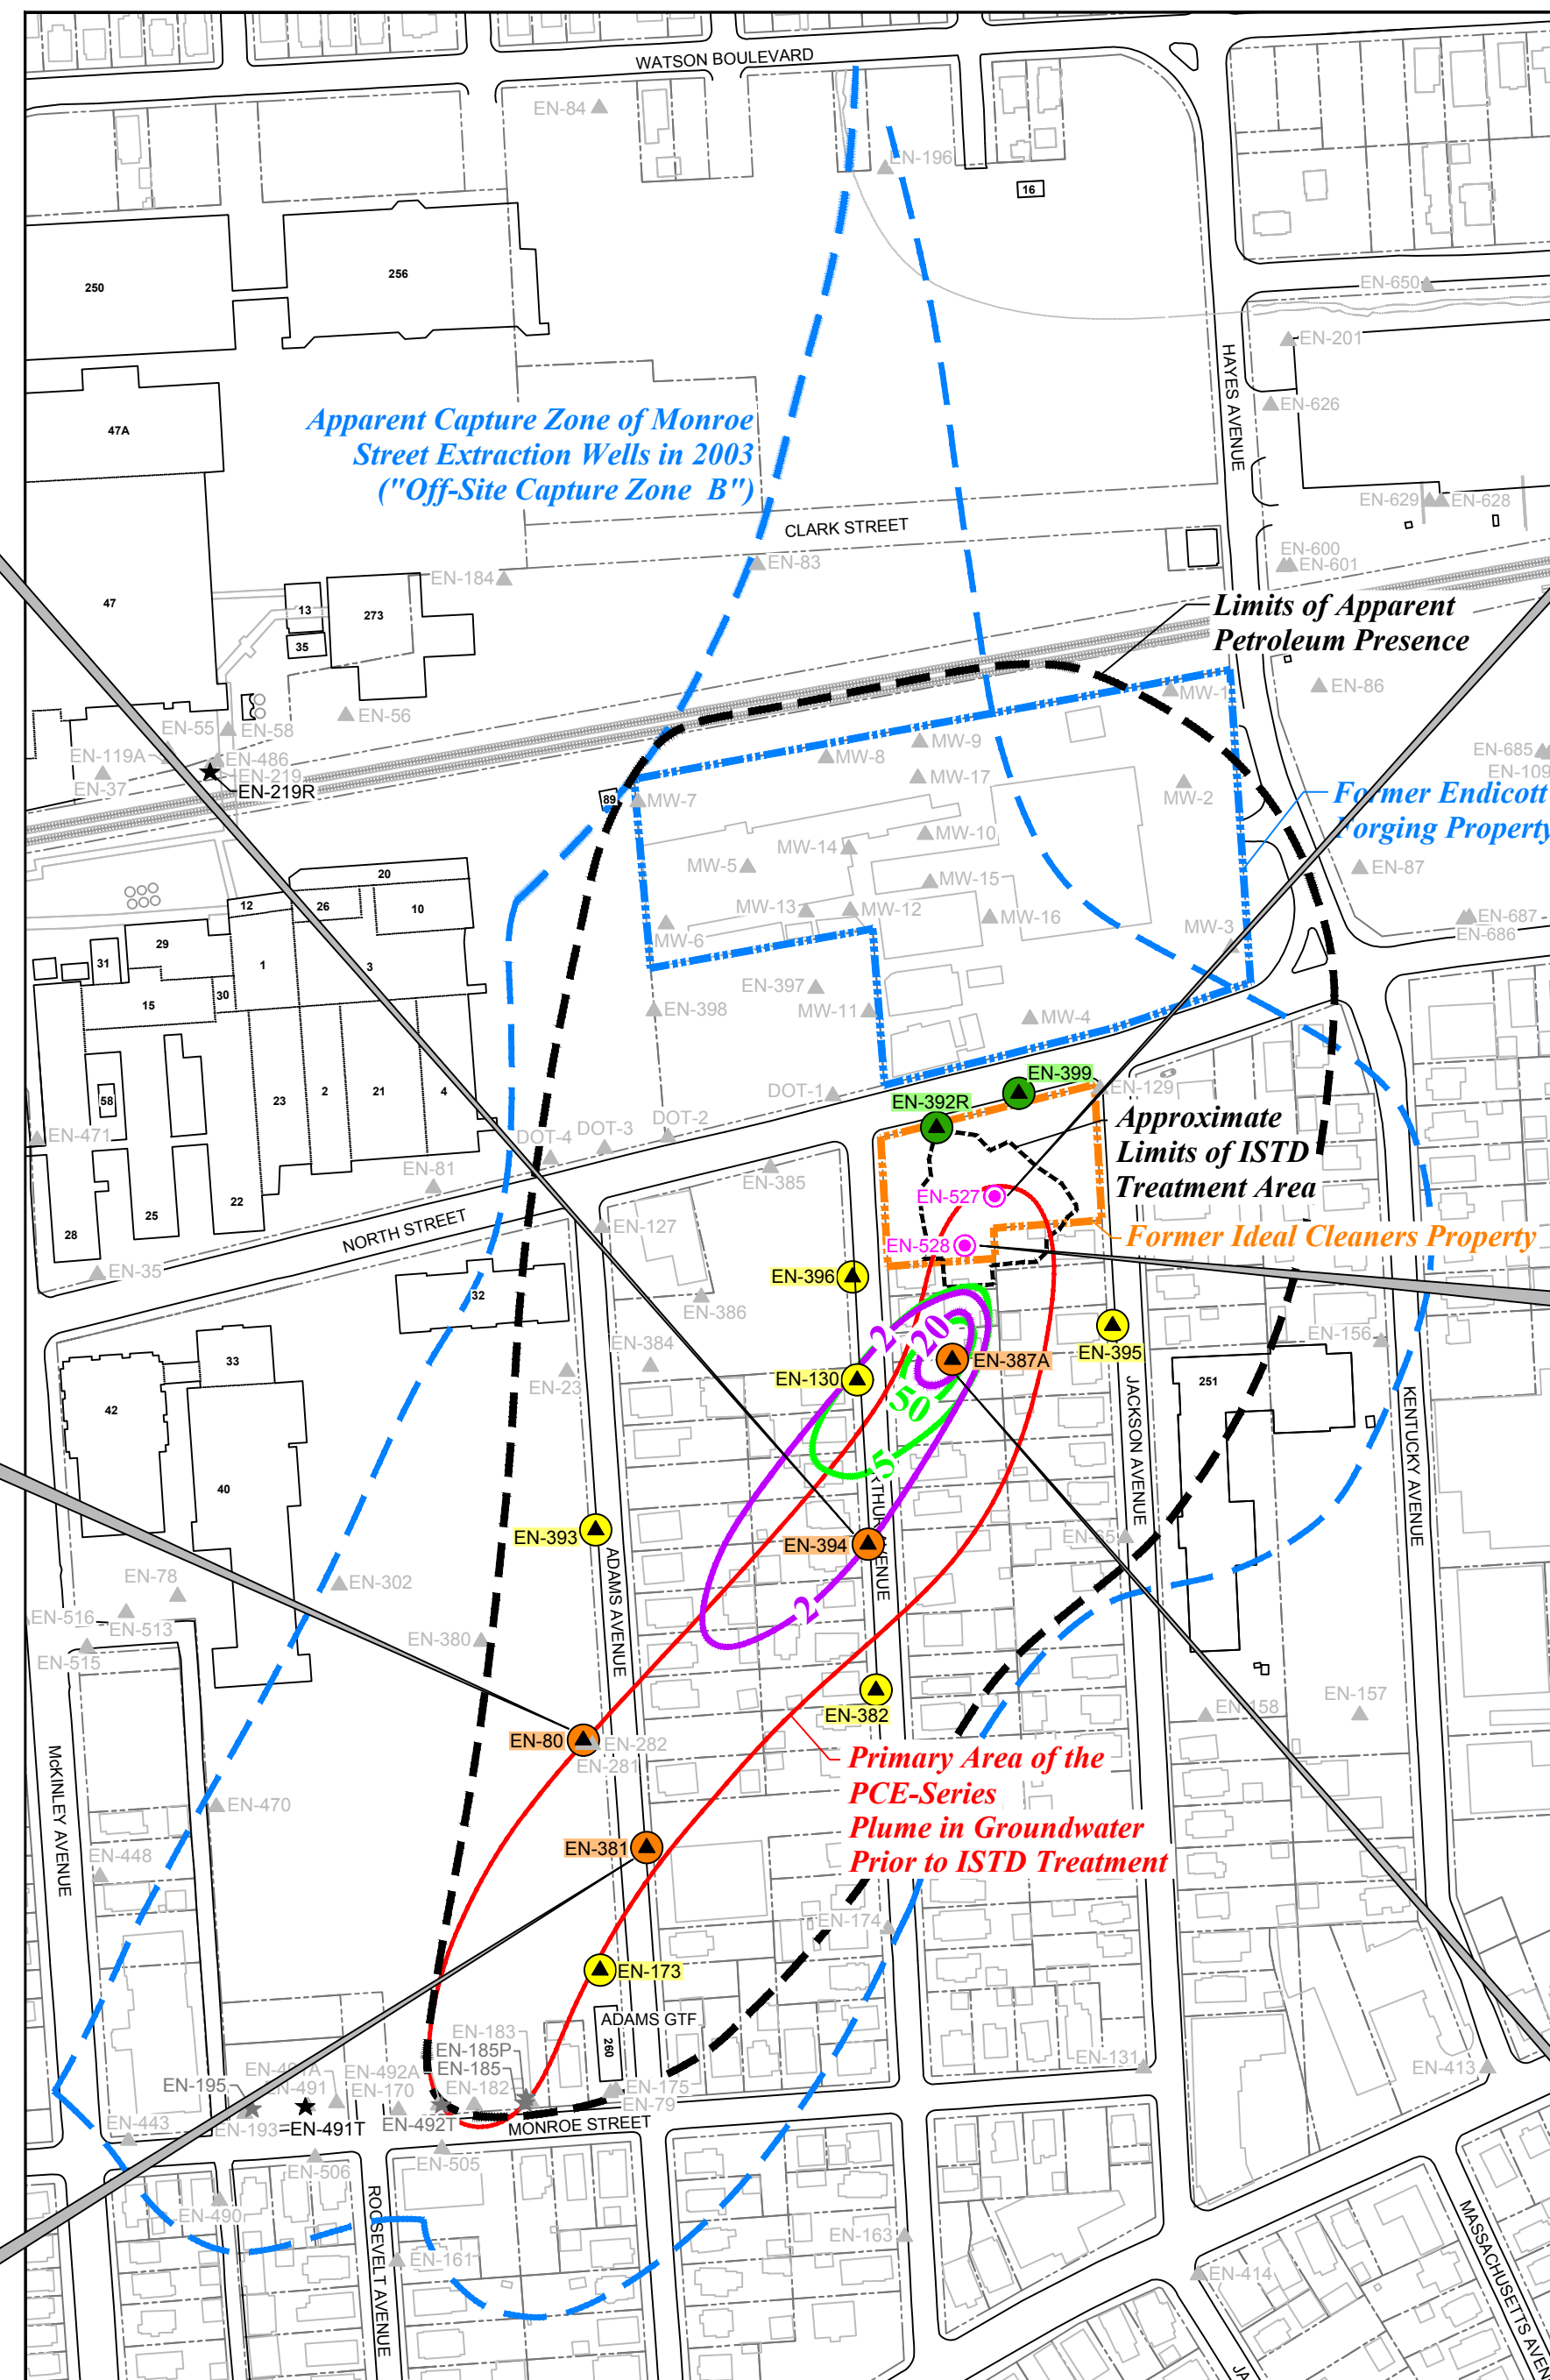 WATSON BOULEVARD
EN-84
EN-196
16
250
256
EN-650
EN-201
HAYES AVENUE
EN-626
47A
Apparent Capture Zone of Monroe
Street Extraction Wells in 2003
("Off-Site Capture Zone B")
EN-629
EN-628
CLARK STREET
EN-83
EN-184
EN-600
EN-601
47
13
273
35
Limits of Apparent
Petroleum Presence
EN-86
MW-1
EN-56
EN-55
EN-58
EN-119A
EN-486
EN-219
EN-37
EN-219R
MW-9
MW-8
MW-17
MW-2
EN-685
EN-109
89
MW-7
Former Endicott
Forging Property
MW-10
MW-14
MW-5
EN-87
MW-15
20
12
26
10
MW-13
MW-12
MW-16
EN-687
EN-686
MW-6
MW-3
29
31
1
3
15
30
EN-397
EN-398
MW-11
MW-4
58
23
2
21
4
DOT-1
EN-399
EN-392R
EN-129
EN-471
DOT-2
DOT-3
DOT-4
Approximate
Limits of ISTD
Treatment Area
EN-81
EN-385
28
25
22
NORTH STREET
EN-127
EN-527
Former Ideal Cleaners Property
EN-528
EN-35
EN-396
32
EN-386
33
EN-384
2
20
EN-387A
EN-395
EN-156
EN-23
EN-130
251
42
50
5
JACKSON AVENUE
KENTUCKY AVENUE
40
EN-393
EN-394
ADAMS AVENUE
EN-78
EN-302
2
EN-516
EN-513
EN-515
EN-380
EN-382
EN-158
EN-157
EN-80
EN-282
EN-281
McKINLEY AVENUE
Primary Area of the
PCE-Series
Plume in Groundwater
Prior to ISTD Treatment
EN-470
EN-381
EN-448
EN-174
EN-173
ADAMS GTF
260
EN-183
EN-185P
EN-185
EN-492A
EN-491
EN-195
EN-170
EN-182
EN-175
EN-79
EN-131
EN-413
EN-193
EN-491T
EN-492T
MONROE STREET
EN-443
EN-505
EN-506
EN-490
ROOSEVELT AVENUE
EN-161
EN-163
EN-414